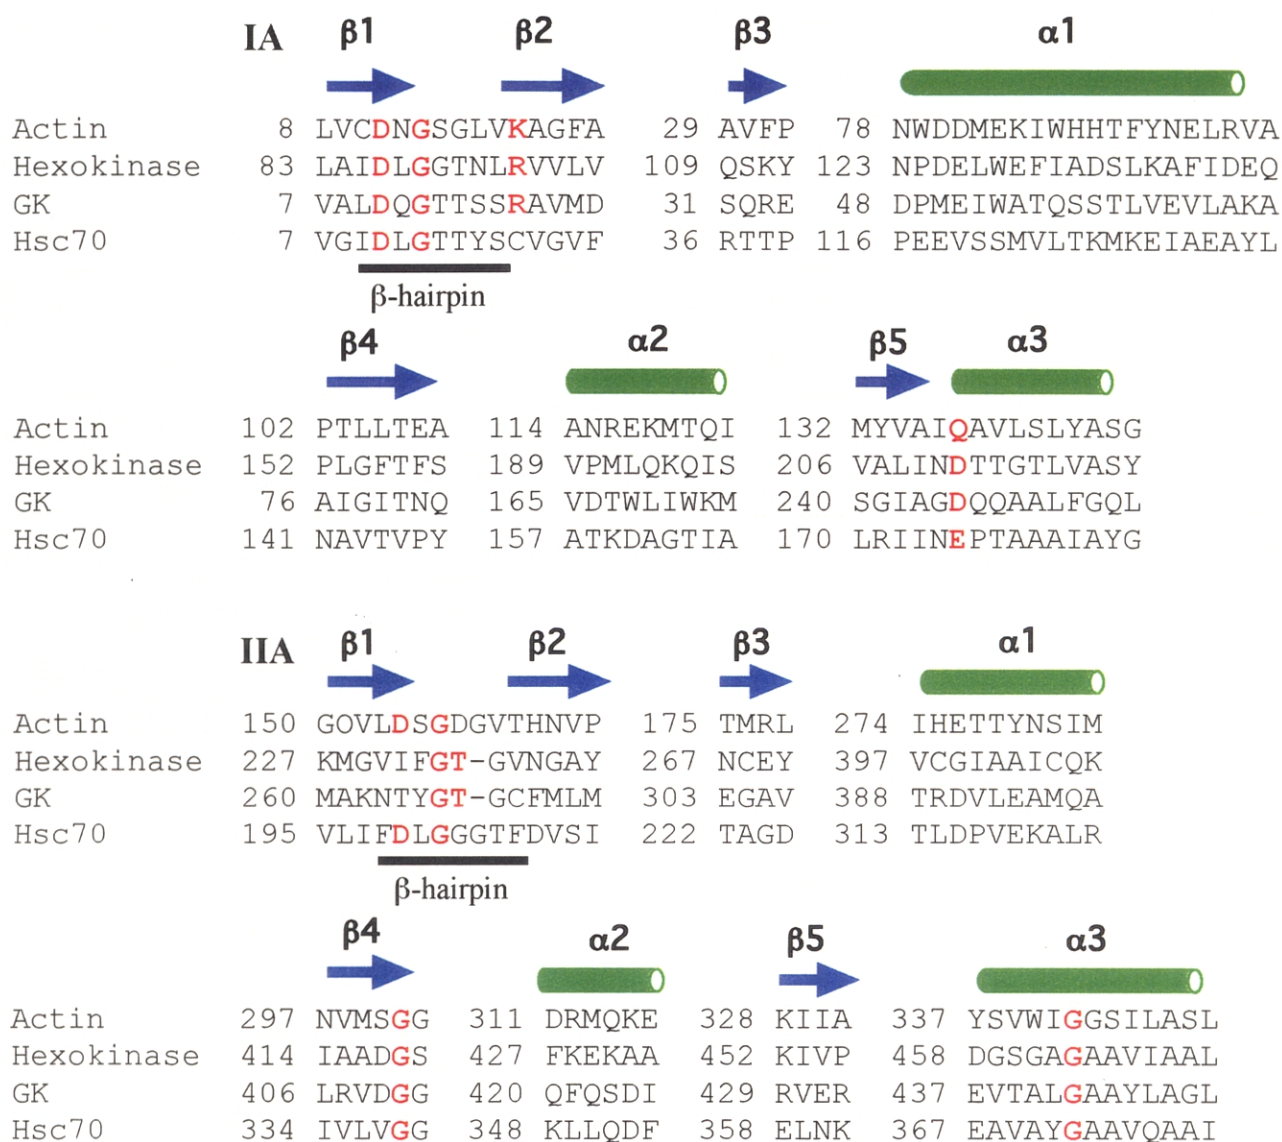 IA β1 β2 β3 α1
Actin 8 LVCDNGSGLVKAGFA 29 AVFP 78 NWDDMEKIWHHTFYNELRVA
Hexokinase 83 LAIDLGGTNLRVVLV 109 QSKY 123 NPDELWEFIADSLKAFIDEQ
GK 7 VALDQGTTSSRAVMD 31 SQRE 48 DPMEIWATQSSTLVEVLAKA
Hsc70 7 VGIDLGTTYSCVGVF 36 RTTP 116 PEEVSSMVLTKMKEIAEAYL
β-hairpin
β4 α2 β5 α3
Actin 102 PTLLTEA 114 ANREKMTQI 132 MYVAIQAVLSLYASG
Hexokinase 152 PLGFTFS 189 VPMLQKQIS 206 VALINDTTGTLVASY
GK 76 AIGITNQ 165 VDTWLIWKM 240 SGIAGDQQAALFGQL
Hsc70 141 NAVTVPY 157 ATKDAGTIA 170 LRIINEPTAAAIAYG
IIA β1 β2 β3 α1
Actin 150 GOVLDSGDGVTHNVP 175 TMRL 274 IHETTYNSIM
Hexokinase 227 KMGVIFGT-GVNGAY 267 NCEY 397 VCGIAAICQK
GK 260 MAKNTYGT-GCFMLM 303 EGAV 388 TRDVLEAMQA
Hsc70 195 VLIFDLGGGTFDVSI 222 TAGD 313 TLDPVEKALR
β-hairpin
β4 α2 β5 α3
Actin 297 NVMSGG 311 DRMQKE 328 KIIA 337 YSVWIGGSILASL
Hexokinase 414 IAADGS 427 FKEKAA 452 KIVP 458 DGSGAGAAVIAAL
GK 406 LRVDGG 420 QFQSDI 429 RVER 437 EVTALGAAYLAGL
Hsc70 334 IVLVGG 348 KLLQDF 358 ELNK 367 EAVAYGAAVQAAI